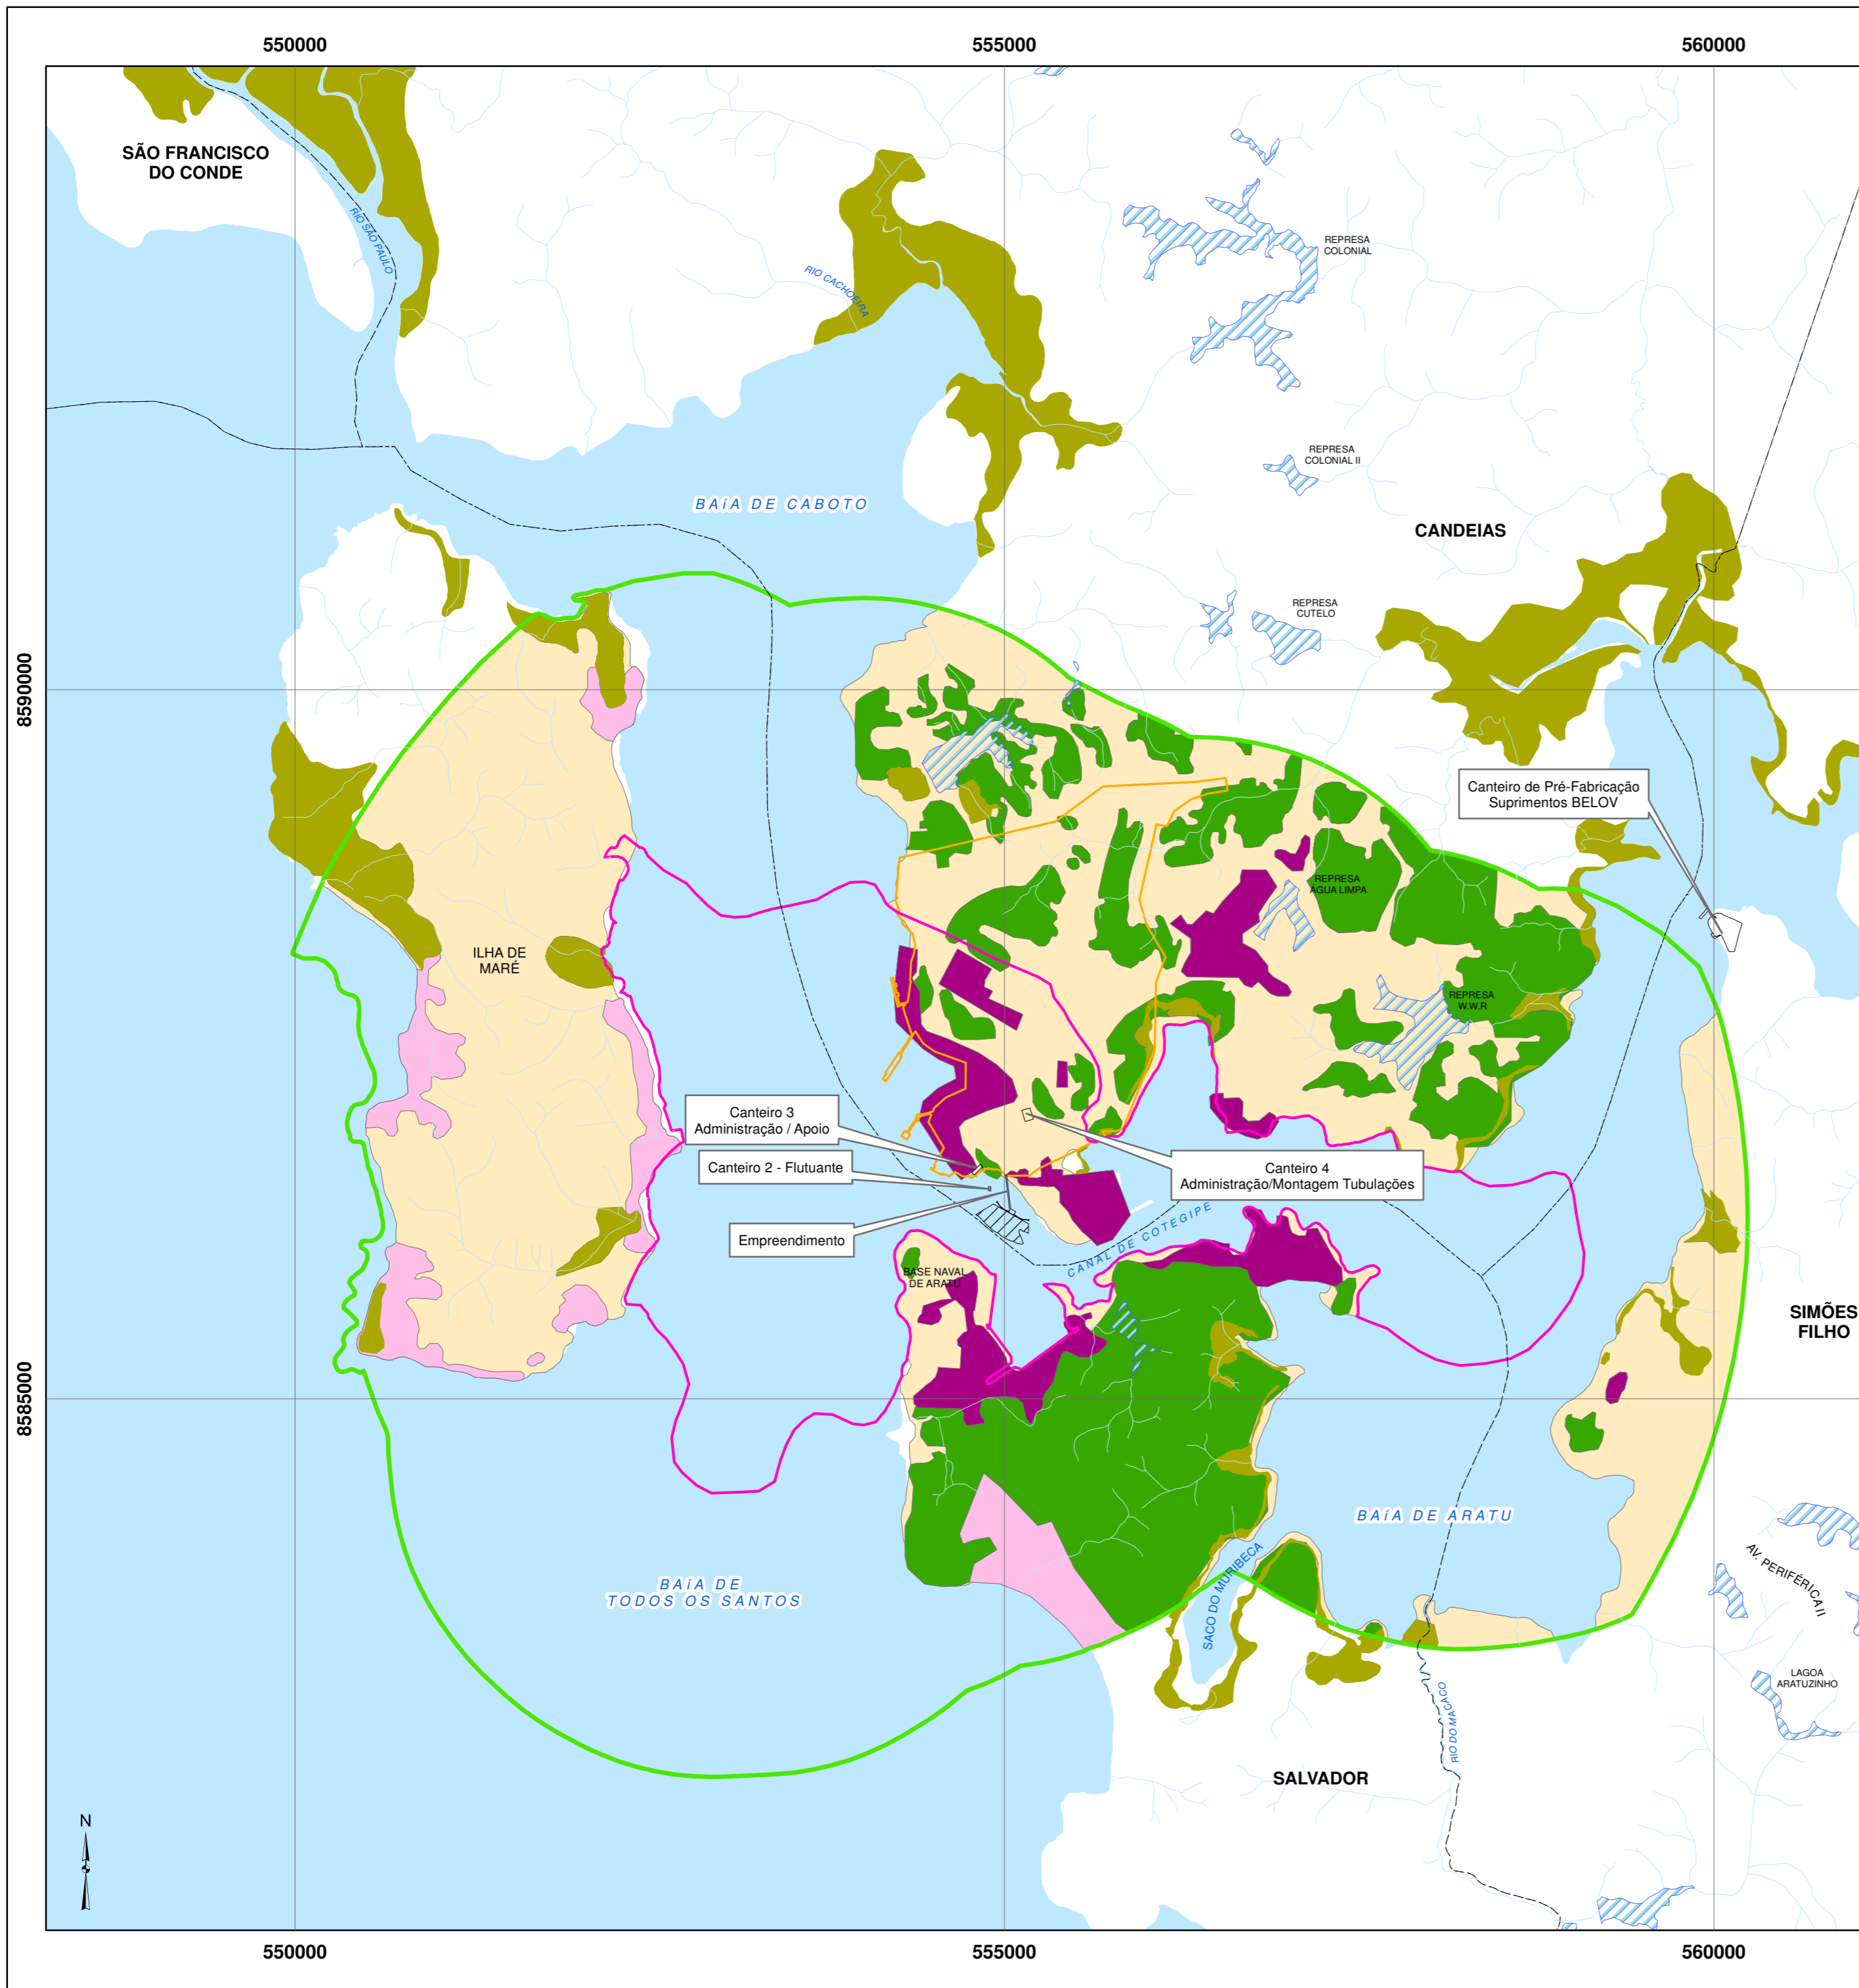 550000
555000
560000
SÃO FRANCISCO
DO CONDE
RIO SÃO PAULO
REPRESA
COLONIAL
RIO CACHOEIRA
REPRESA
COLONIAL II
BAÍA DE CABOTO
CANDEIAS
REPRESA
CUTELO
8590000
Canteiro de Pré-Fabricação
Suprimentos BELOV
REPRESA
ÁGUA LIMPA
ILHA DE
MARÉ
REPRESA
W.W.R
Canteiro 3
Administração / Apoio
Canteiro 2 - Flutuante
Canteiro 4
Administração/Montagem Tubulações
Empreendimento
CANAL DE COTEGIPE
BASE NAVAL
DE ARATU
SIMÕES
FILHO
8585000
BAÍA DE ARATU
AV. PERIFÉRICA II
BAÍA DE
TODOS OS SANTOS
SACO DO MURIBECA
LAGOA
ARATUZINHO
RIO DO MACACO
SALVADOR
N
550000
555000
560000